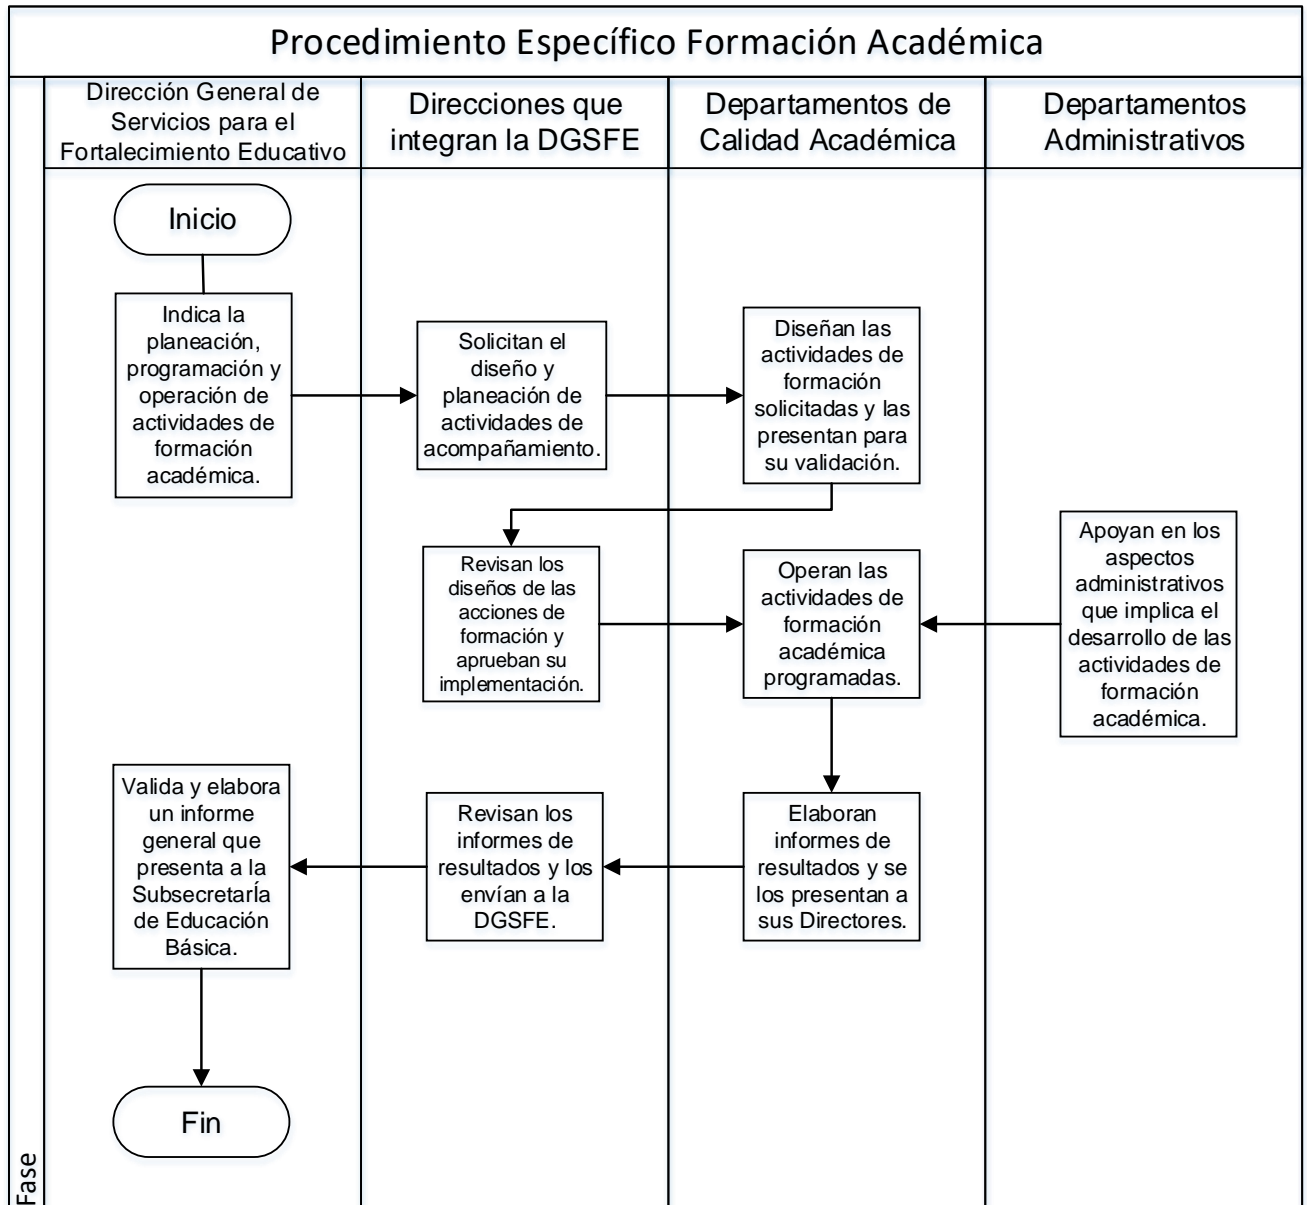 Procedimiento Específico Formación Académica
Dirección General de
Servicios para el
Fortalecimiento Educativo
Direcciones que
integran la DGSFE
Departamentos de
Calidad Académica
Departamentos
Administrativos
Inicio
Indica la
planeación,
programación y
operación de
actividades de
formación
académica.
Solicitan el
diseño y
planeación de
actividades de
acompañamiento.
Diseñan las
actividades de
formación
solicitadas y las
presentan para
su validación.
Revisan los
diseños de las
acciones de
formación y
aprueban su
implementación.
Operan las
actividades de
formación
académica
programadas.
Apoyan en los
aspectos
administrativos
que implica el
desarrollo de las
actividades de
formación
académica.
Valida y elabora
un informe
general que
presenta a la
SubsecretarÍa
de Educación
Básica.
Revisan los
informes de
resultados y los
envían a la
DGSFE.
Elaboran
informes de
resultados y se
los presentan a
sus Directores.
Fin
Fase